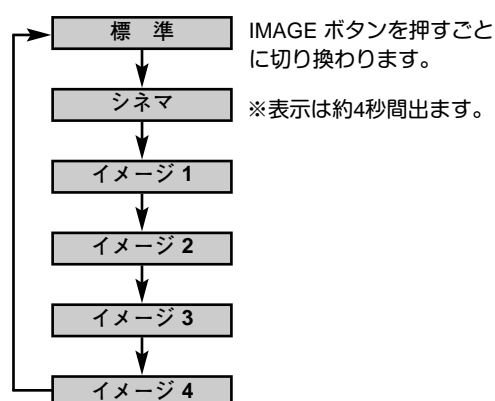 標 準
IMAGE ボタンを押すごと
に切り換わります。
シネマ
※表示は約4秒間出ます。
イメージ 1
イメージ 2
イメージ 3
イメージ 4